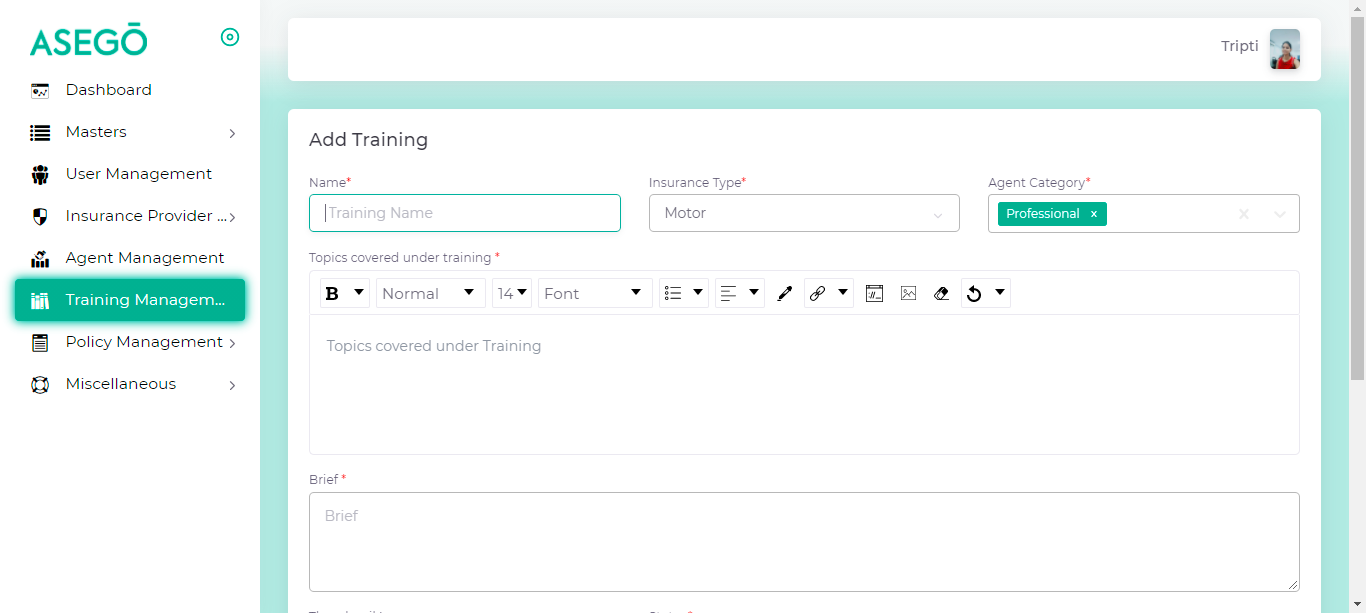 ASEGŌ
Dashboard
Masters
User Management
Insurance Provider ...
Agent Management
Training Managem...
Policy Management
Miscellaneous
Tripti
Add Training
Name* Insurance Type* Agent Category*
Training Name Motor Professional ×
Topics covered under training *
B Normal 14 Font
Topics covered under Training
Brief *
Brief